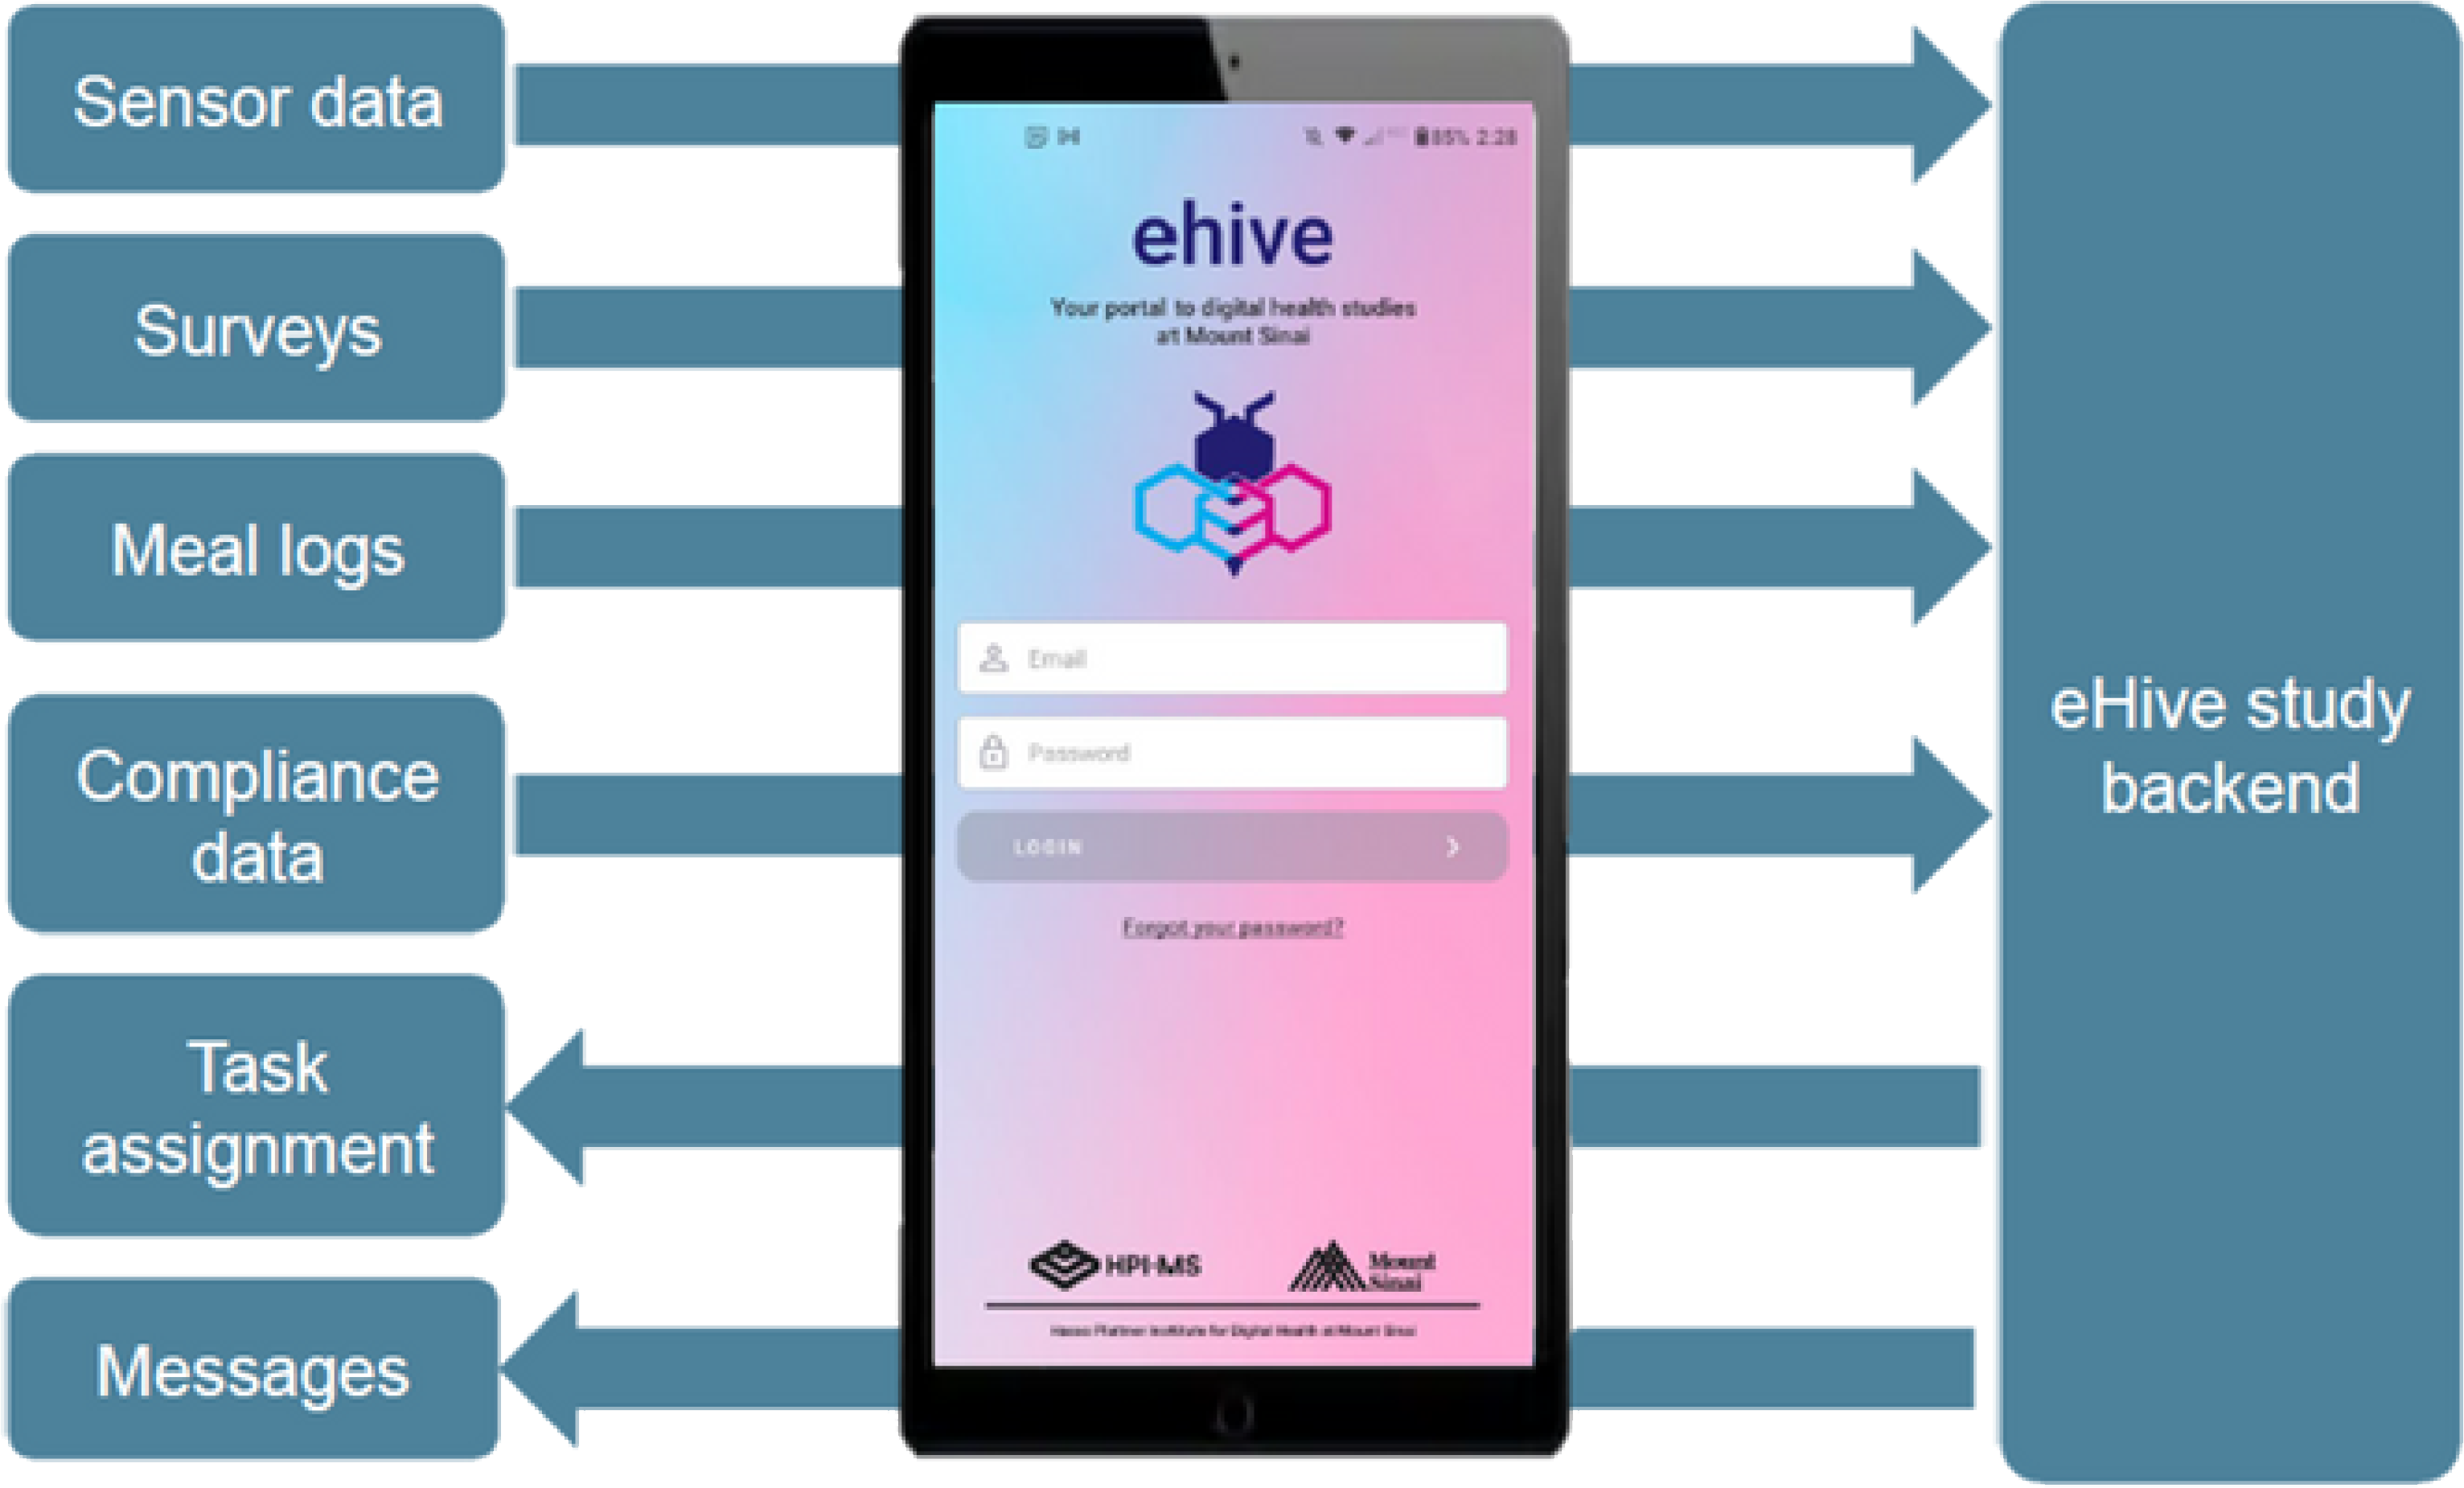 Sensor data
Surveys
Meal logs
Compliance
data
Task
assignment
Messages
85% 2:28
ehive
Your portal to digital health studies
at Mount Sinai
Email
Password
LOGIN
Forgot your password?
HPI·MS
Mount
Sinai
Hasso Plattner Institute for Digital Health at Mount Sinai
eHive study
backend